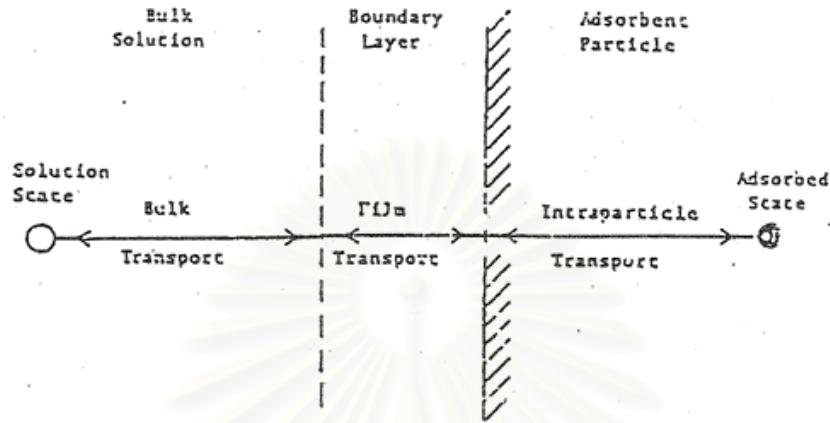 Bulk
Solution
Boundary
Layer
Adsorbent
Particle
Solution
State
Bulk
Transport
Film
Transport
Intraparticle
Transport
Adsorbed
State